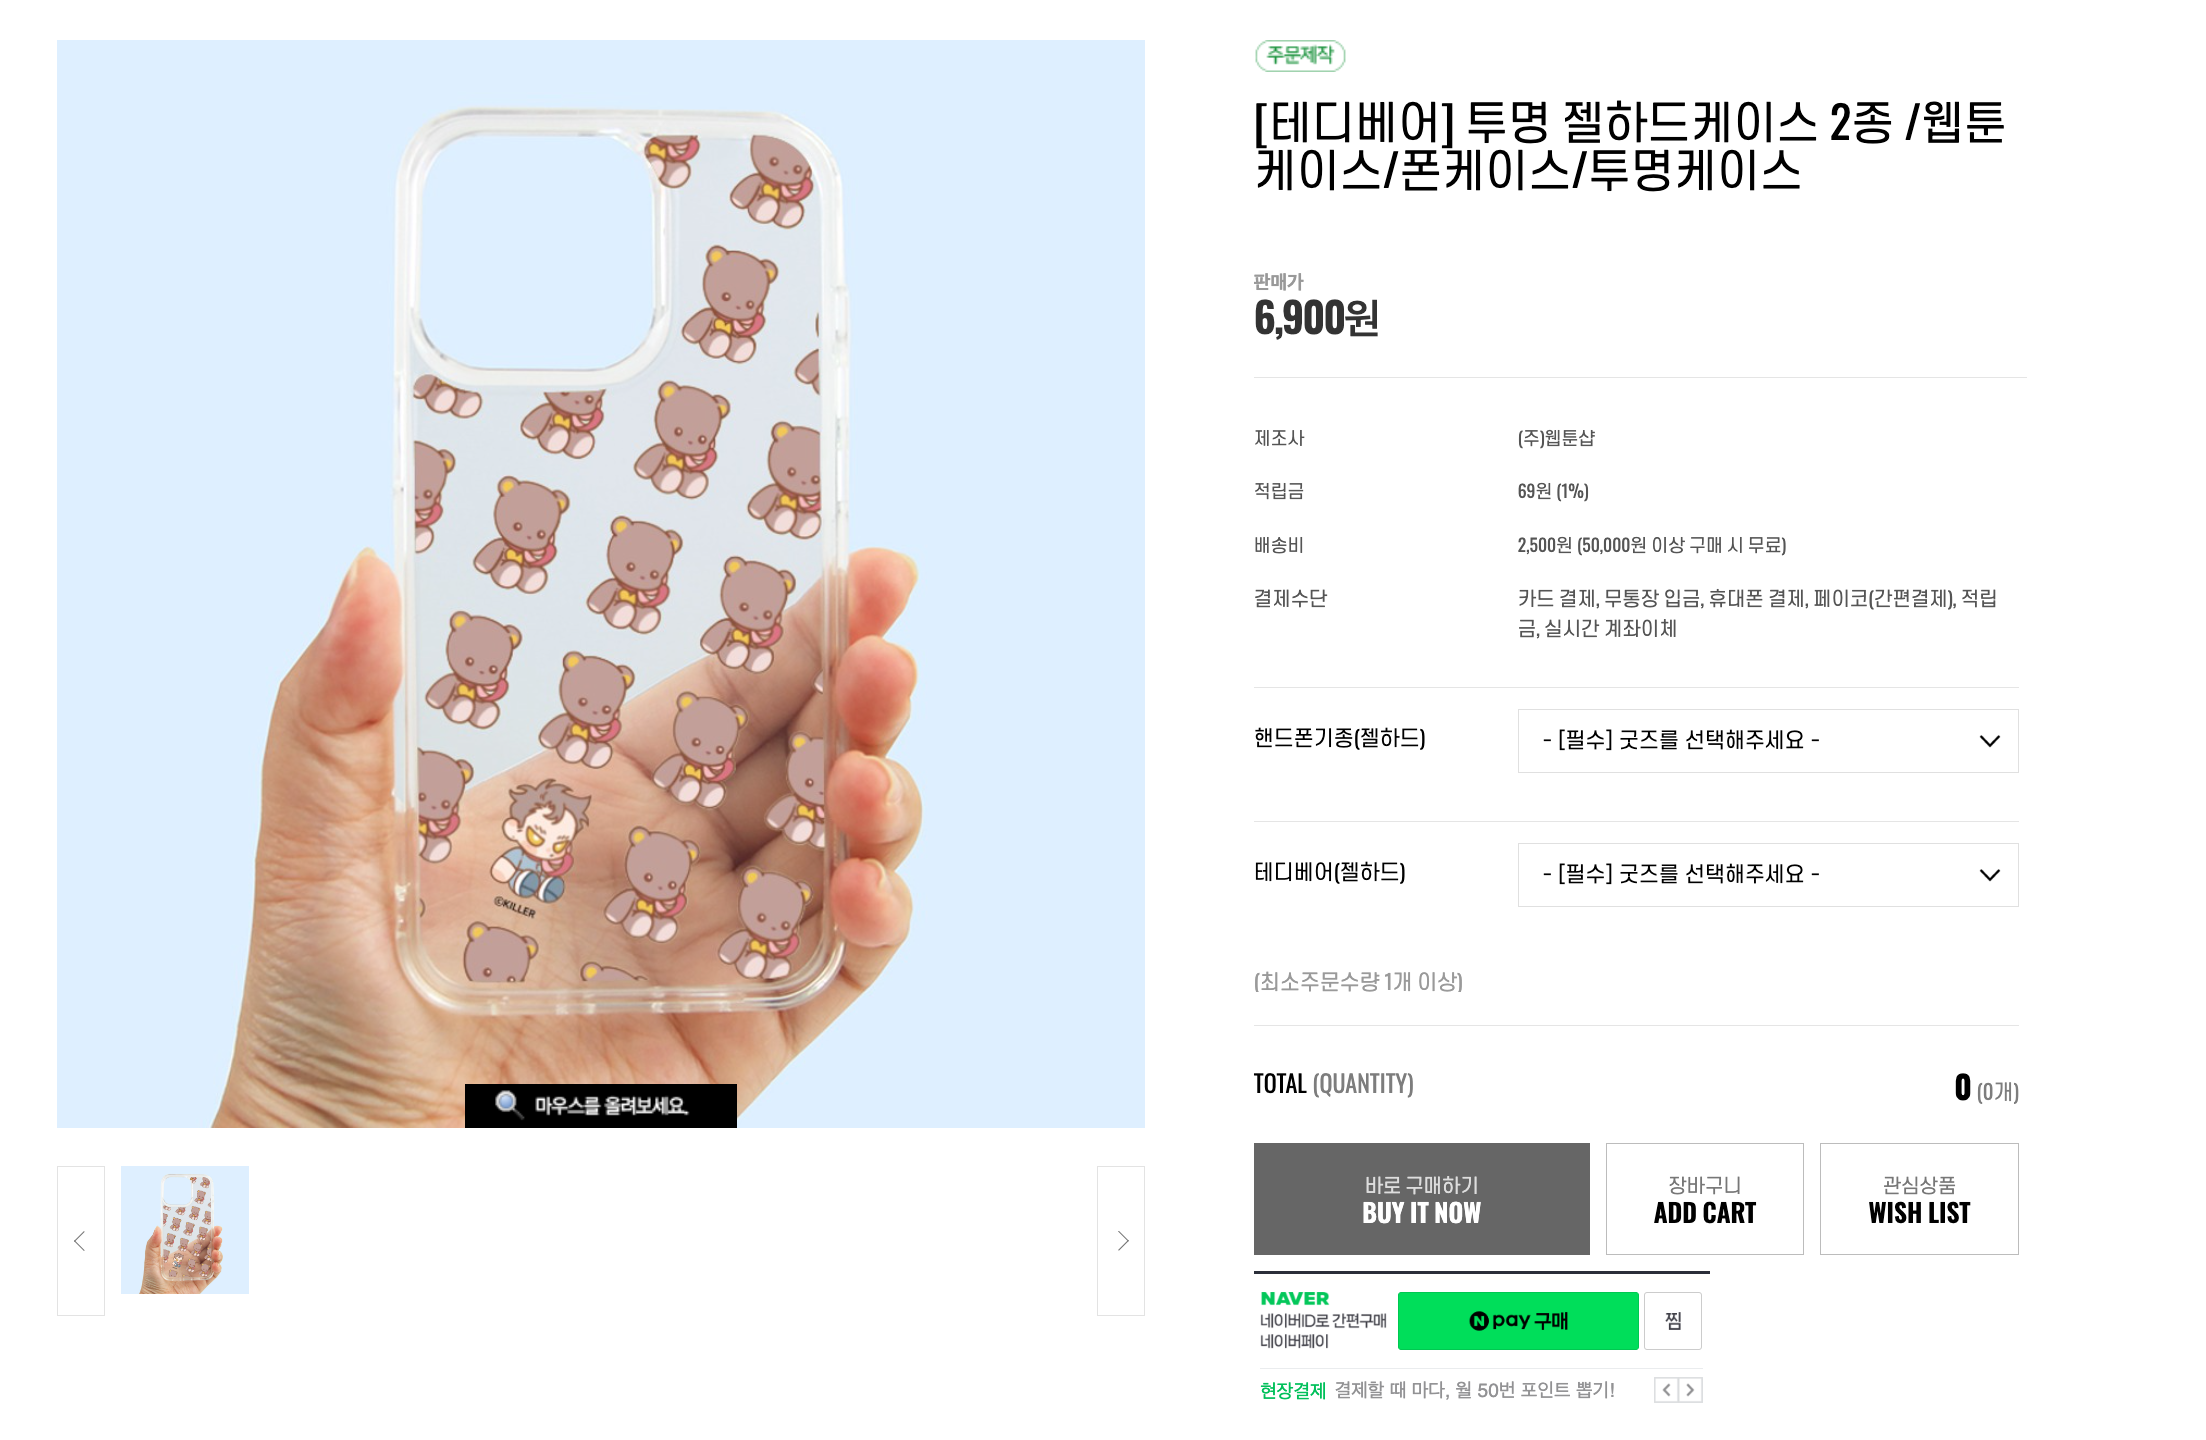 주문제작
[테디베어] 투명 젤하드케이스 2종 /웹툰
케이스/폰케이스/투명케이스
판매가
6,900원
제조사 (주)웹툰샵
적립금 69원 (1%)
배송비 2,500원 (50,000원 이상 구매 시 무료)
결제수단 카드 결제, 무통장 입금, 휴대폰 결제, 페이코(간편결제), 적립
금, 실시간 계좌이체
핸드폰기종(젤하드) - [필수] 굿즈를 선택해주세요 -
테디베어(젤하드) - [필수] 굿즈를 선택해주세요 -
(최소주문수량 1개 이상)
TOTAL (QUANTITY) 0 (0개)
바로 구매하기
BUY IT NOW
장바구니
ADD CART
관심상품
WISH LIST
NAVER
네이버ID로 간편구매
네이버페이
N pay 구매
찜
현장결제 결제할 때 마다, 월 50번 포인트 뽑기!
©KILLER
마우스를 올려보세요.